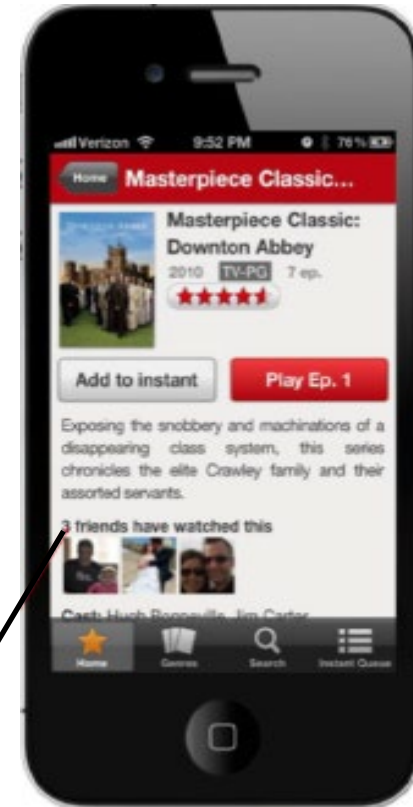 Verizon 9:52 PM 76%
Home Masterpiece Classic...
Masterpiece Classic:
Downton Abbey
2010 TV-PG 7 ep.
Add to instant Play Ep. 1
Exposing the snobbery and machinations of a
disappearing class system, this series
chronicles the elite Crawley family and their
assorted servants.
3 friends have watched this
Cast: Hugh Bonneville, Jim Carter
Home Genres Search Instant Queue